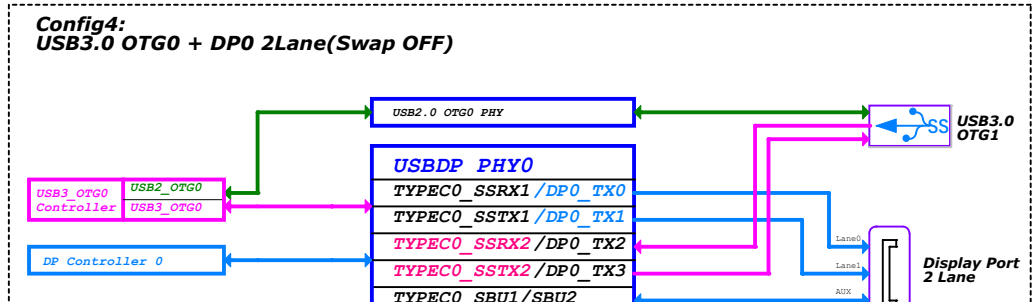 Config4:
USB3.0 OTG0 + DP0 2Lane(Swap OFF)
USB2.0 OTG0 PHY
SS
USB3.0
OTG1
USBDP PHY0
TYPEC0_SSRX1/DP0_TX0
TYPEC0_SSTX1/DP0_TX1
TYPEC0_SSRX2/DP0_TX2
TYPEC0_SSTX2/DP0_TX3
TYPEC0_SBU1/SBU2
USB3_OTG0
Controller
USB2_OTG0
USB3_OTG0
DP Controller 0
Lane0
Lane1
AUX
Display Port
2 Lane